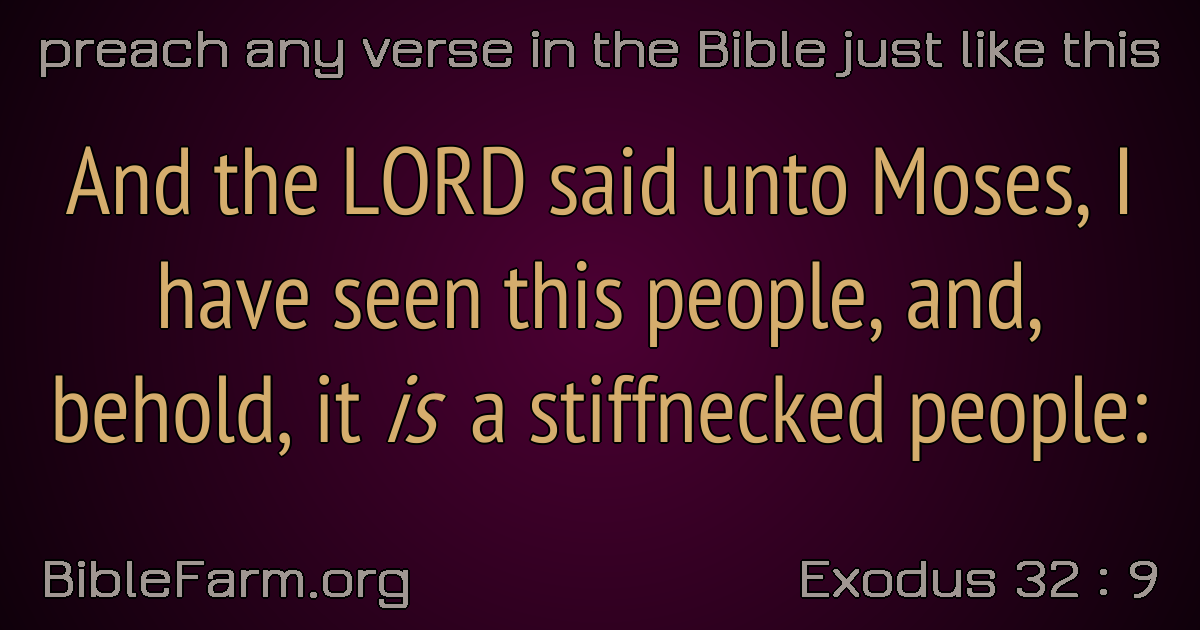 preach any verse in the Bible just like this
And the LORD said unto Moses, I
have seen this people, and,
behold, it is a stiffnecked people:
BibleFarm.org
Exodus 32 : 9